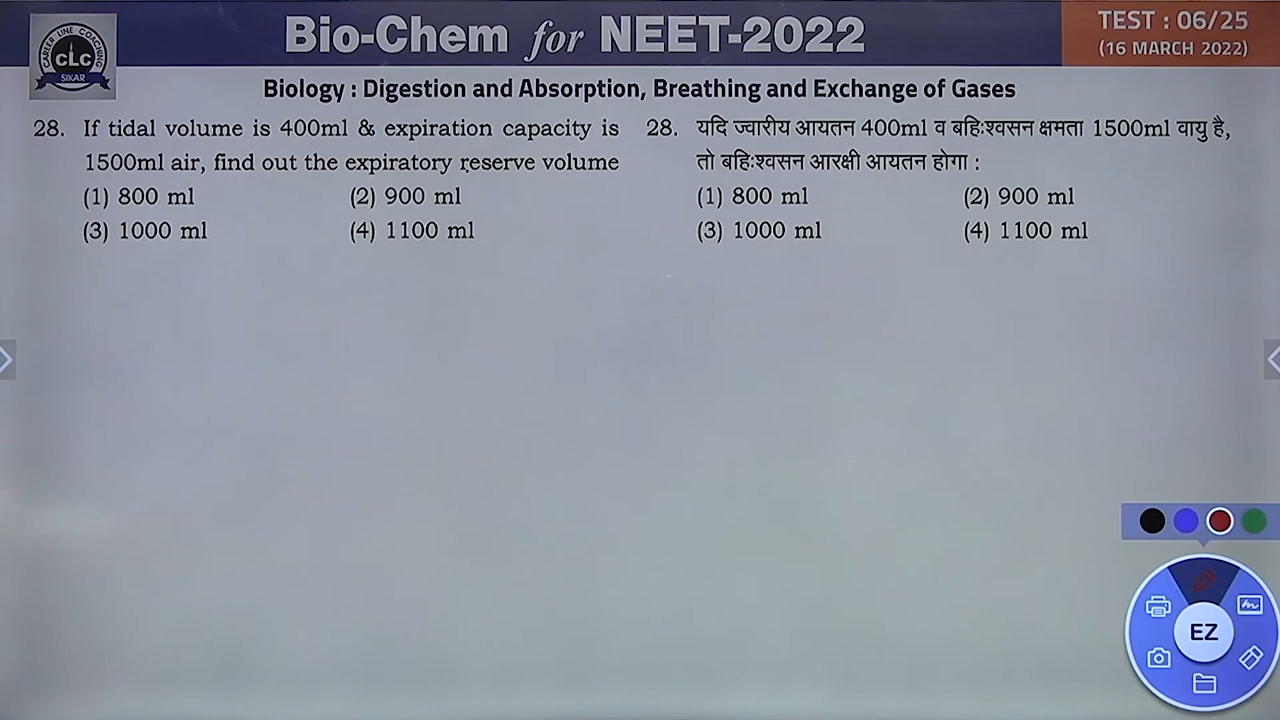 CAREER LINE COACHING
CLC
SIKAR
Bio-Chem for NEET-2022
TEST : 06/25
(16 MARCH 2022)
Biology : Digestion and Absorption, Breathing and Exchange of Gases
28. If tidal volume is 400ml & expiration capacity is
1500ml air, find out the expiratory reserve volume
(1) 800 ml (2) 900 ml
(3) 1000 ml (4) 1100 ml
28. यदि ज्वारीय आयतन 400ml व बहिःश्वसन क्षमता 1500ml वायु है,
तो बहिःश्वसन आरक्षी आयतन होगा :
(1) 800 ml (2) 900 ml
(3) 1000 ml (4) 1100 ml
EZ